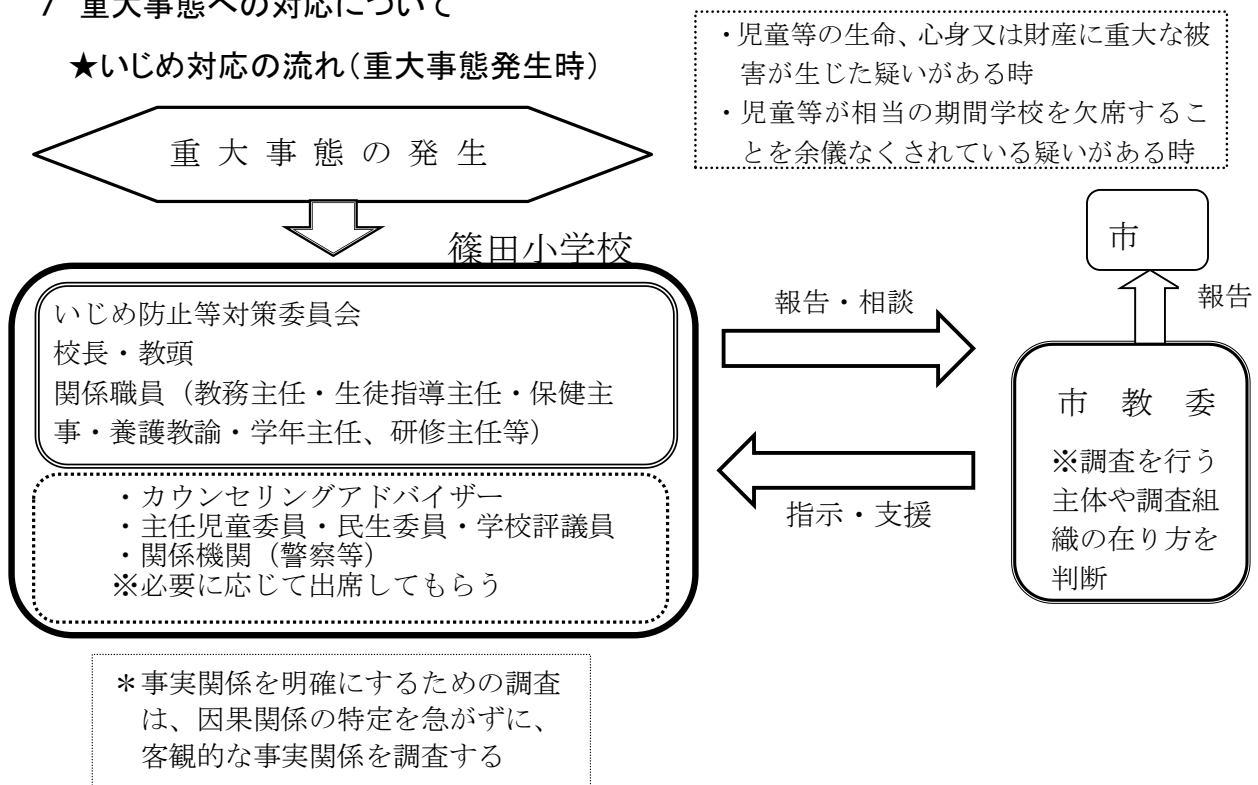 7 重大事態への対応について
★いじめ対応の流れ(重大事態発生時)
・児童等の生命、心身又は財産に重大な被
害が生じた疑いがある時
・児童等が相当の期間学校を欠席するこ
とを余儀なくされている疑いがある時
重大事態の発生
篠田小学校
いじめ防止等対策委員会
校長・教頭
関係職員(教務主任・生徒指導主任・保健主
事・養護教諭・学年主任、研修主任等)
・カウンセリングアドバイザー
・主任児童委員・民生委員・学校評議員
・関係機関(警察等)
※必要に応じて出席してもらう
報告・相談
指示・支援
市
報告
市教委
※調査を行う
主体や調査組
織の在り方を
判断
*事実関係を明確にするための調査
は、因果関係の特定を急がずに、
客観的な事実関係を調査する